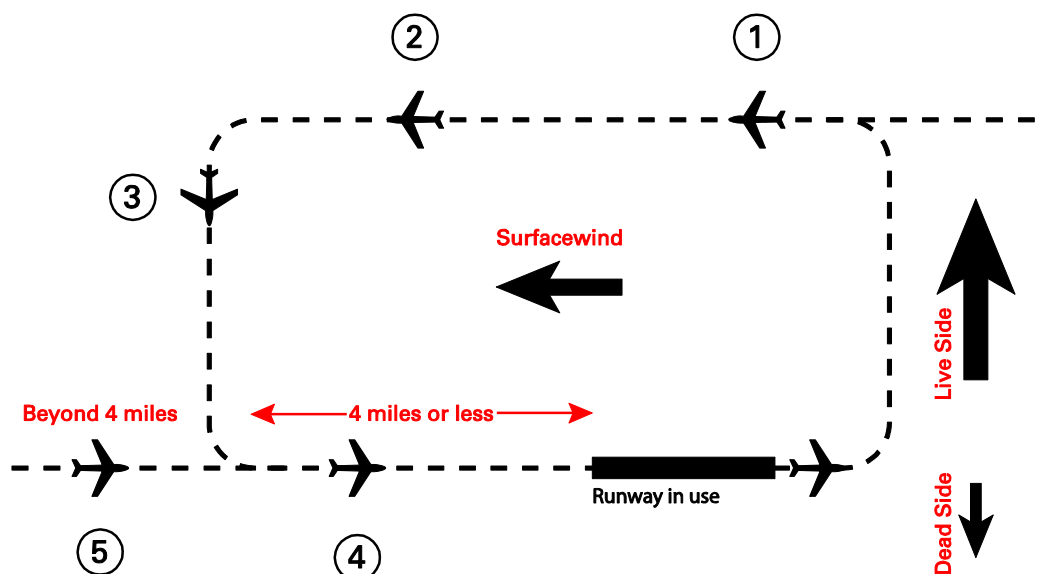 2
1
3
Surfacewind
Live Side
Beyond 4 miles
4 miles or less
Runway in use
Dead Side
5
4